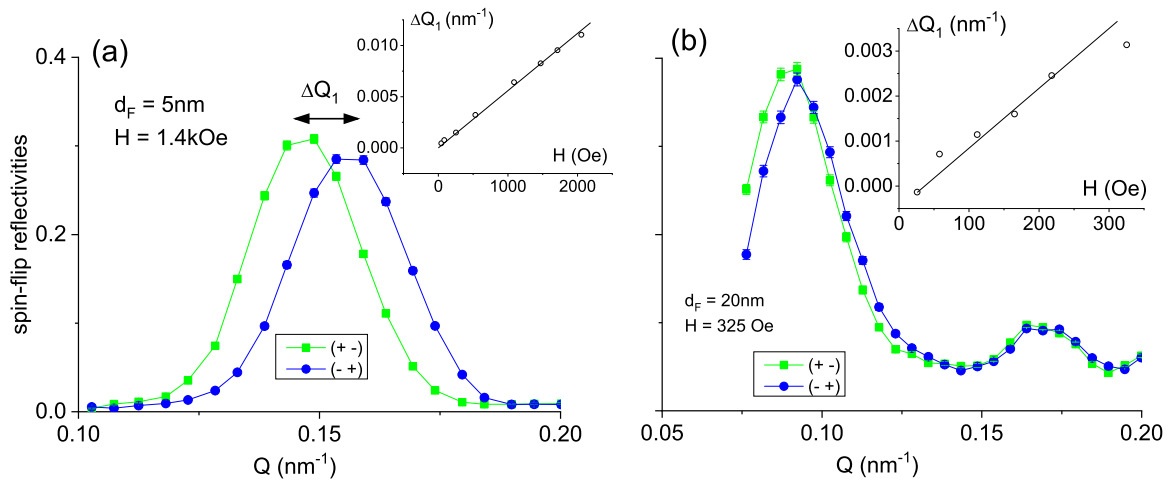 (a)
d_F = 5nm
H = 1.4kOe
ΔQ₁
spin-flip reflectivities
0.4
0.2
0.0
0.10
0.15
0.20
Q (nm⁻¹)
(+ -)
(- +)
ΔQ₁ (nm⁻¹)
0.010
0.005
0.000
0
1000
2000
H (Oe)
(b)
d_F = 20nm
H = 325 Oe
(+ -)
(- +)
0.05
0.10
0.15
0.20
Q (nm⁻¹)
ΔQ₁ (nm⁻¹)
0.003
0.002
0.001
0.000
0
100
200
300
H (Oe)